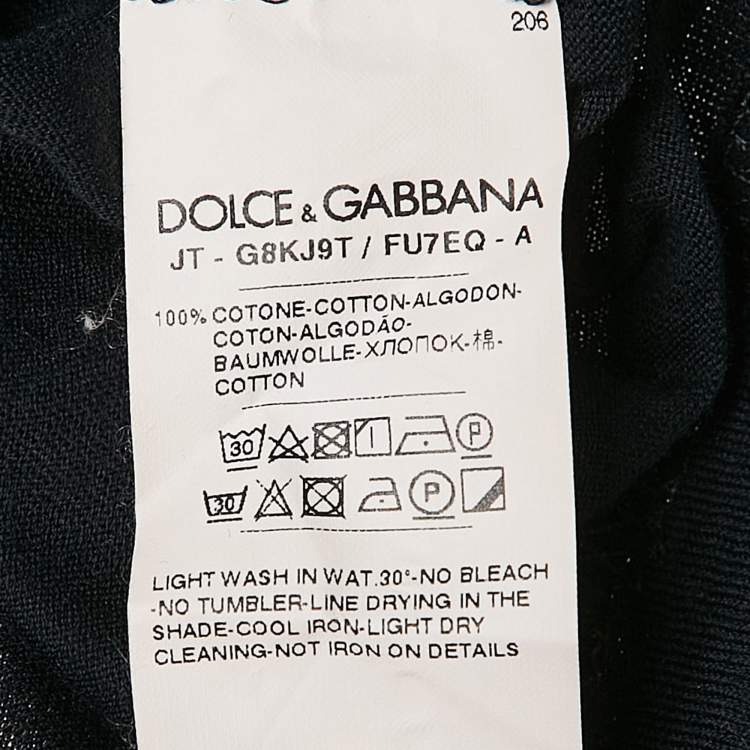 206
DOLCE & GABBANA
JT - G8KJ9T / FU7EQ - A
100% COTONE-COTTON-ALGODON-
COTON-ALGODÃO-
BAUMWOLLE-ХЛОПОК-棉-
COTTON
30 P
30 P
LIGHT WASH IN WAT.30°-NO BLEACH
-NO TUMBLER-LINE DRYING IN THE
SHADE-COOL IRON-LIGHT DRY
CLEANING-NOT IRON ON DETAILS